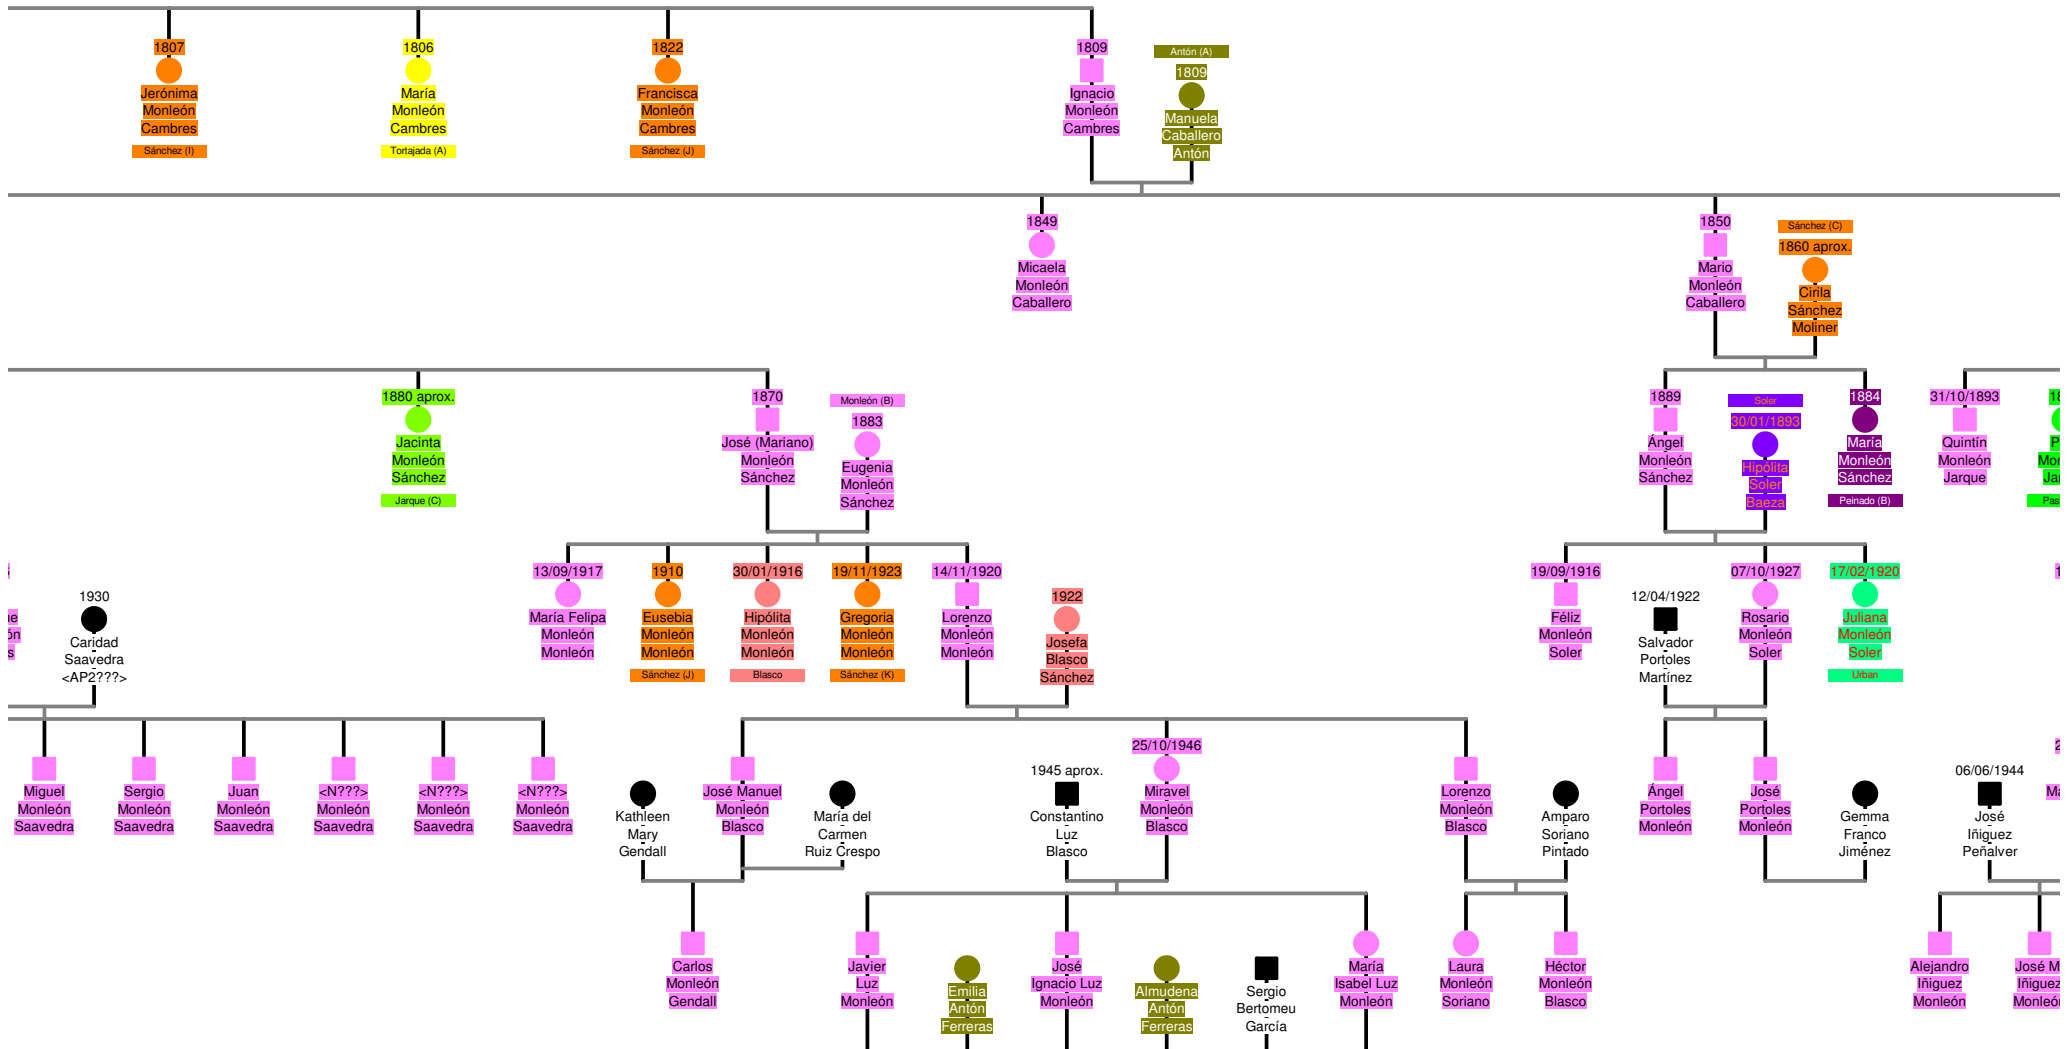 1807
Jerónima
Monleón
Cambres
Sánchez (I)
1806
María
Monleón
Cambres
Tortajada (A)
1822
Francisca
Monleón
Cambres
Sánchez (J)
1809
Ignacio
Monleón
Cambres
Antón (A)
1809
Manuela
Caballero
Antón
1849
Micaela
Monleón
Caballero
1850
Mario
Monleón
Caballero
Sánchez (C)
1860 aprox.
Cirila
Sánchez
Moliner
1880 aprox.
Jacinta
Monleón
Sánchez
Jarque (C)
1870
José (Mariano)
Monleón
Sánchez
Monleón (B)
1883
Eugenia
Monleón
Sánchez
1889
Ángel
Monleón
Sánchez
Soler
30/01/1893
Hipólita
Soler
Baeza
1884
María
Monleón
Sánchez
Peinado (B)
31/10/1893
Quintín
Monleón
Jarque
1930
Caridad
Saavedra
<AP2???>
13/09/1917
María Felipa
Monleón
Monleón
1910
Eusebia
Monleón
Monleón
Sánchez (J)
30/01/1916
Hipólita
Monleón
Monleón
Blasco
19/11/1923
Gregoria
Monleón
Monleón
Sánchez (K)
14/11/1920
Lorenzo
Monleón
Monleón
1922
Josefa
Blasco
Sánchez
19/09/1916
Féliz
Monleón
Soler
12/04/1922
Salvador
Portoles
Martínez
07/10/1927
Rosario
Monleón
Soler
17/02/1920
Juliana
Monleón
Soler
Urban
Miguel
Monleón
Saavedra
Sergio
Monleón
Saavedra
Juan
Monleón
Saavedra
<N???>
Monleón
Saavedra
<N???>
Monleón
Saavedra
<N???>
Monleón
Saavedra
Kathleen
Mary
Gendall
José Manuel
Monleón
Blasco
María del
Carmen
Ruiz Crespo
1945 aprox.
Constantino
Luz
Blasco
25/10/1946
Miravel
Monleón
Blasco
Lorenzo
Monleón
Blasco
Amparo
Soriano
Pintado
Ángel
Portoles
Monleón
José
Portoles
Monleón
Gemma
Franco
Jiménez
06/06/1944
José
Iñiguez
Peñalver
Carlos
Monleón
Gendall
Javier
Luz
Monleón
Emilia
Antón
Ferreras
José
Ignacio Luz
Monleón
Almudena
Antón
Ferreras
Sergio
Bertomeu
García
María
Isabel Luz
Monleón
Laura
Monleón
Soriano
Héctor
Monleón
Blasco
Alejandro
Iñiguez
Monleón
José M
Iñiguez
Monleón